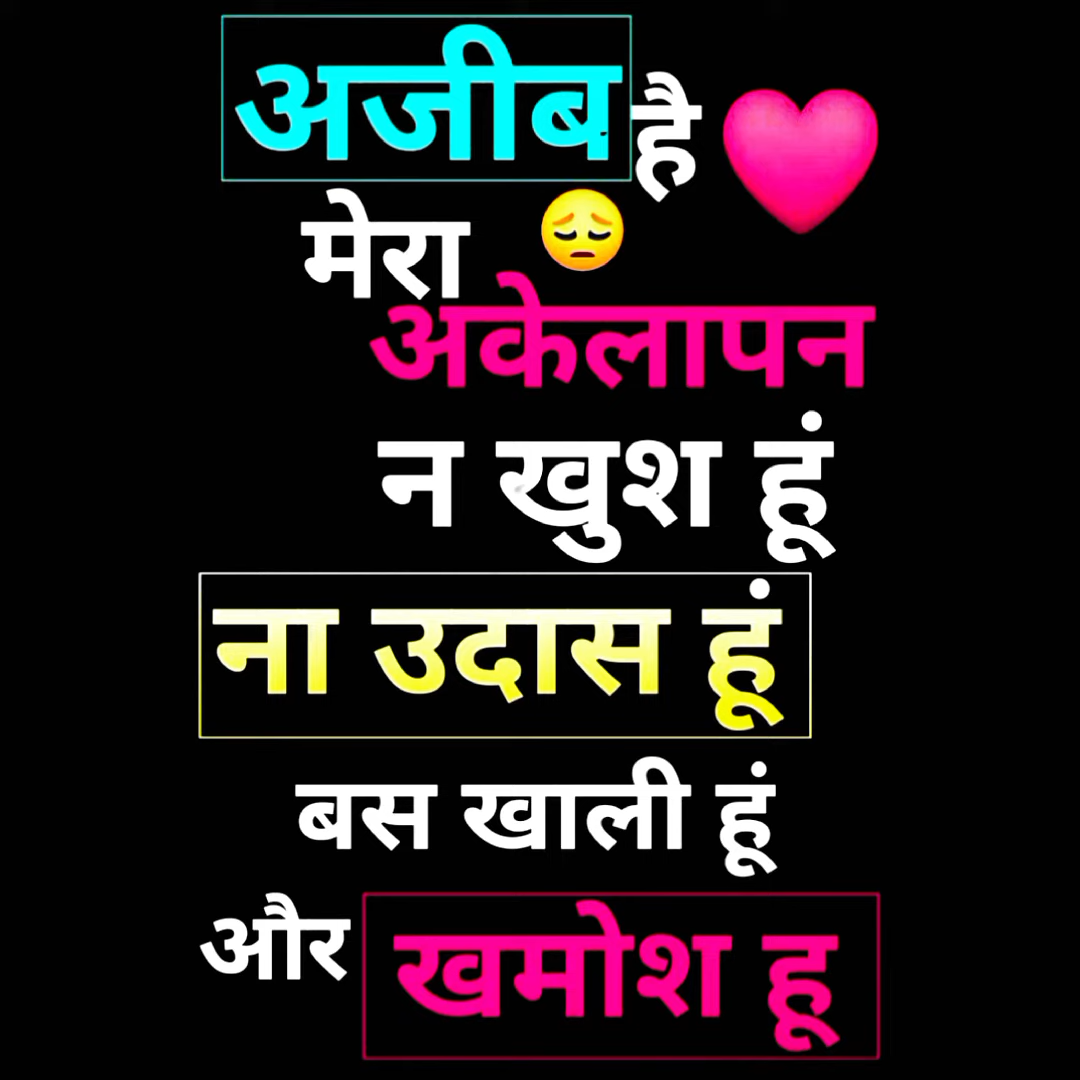 अजीब है
मेरा
अकेलापन
न खुश हूं
ना उदास हूं
बस खाली हूं
और खमोश हू